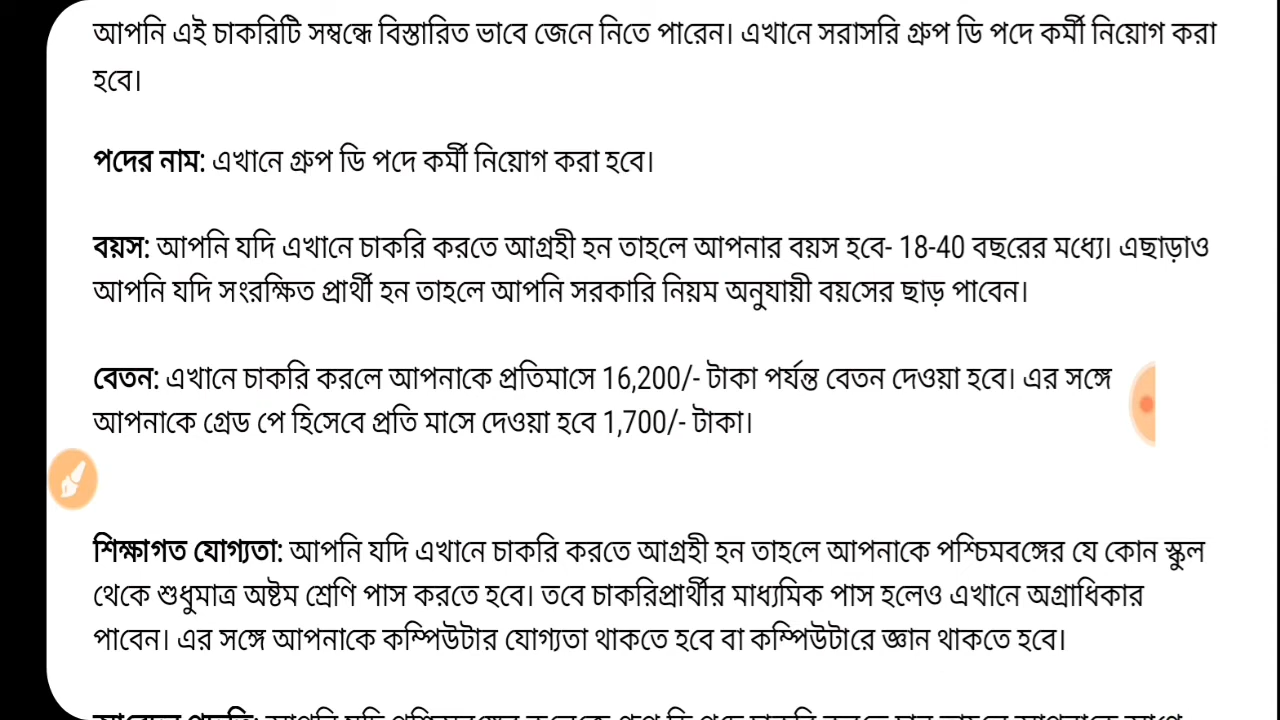 আপনি এই চাকরিটি সম্বন্ধে বিস্তারিত ভাবে জেনে নিতে পারেন। এখানে সরাসরি গ্রুপ ডি পদে কর্মী নিয়োগ করা
হবে।
পদের নাম: এখানে গ্রুপ ডি পদে কর্মী নিয়োগ করা হবে।
বয়স: আপনি যদি এখানে চাকরি করতে আগ্রহী হন তাহলে আপনার বয়স হবে- 18-40 বছরের মধ্যে। এছাড়াও
আপনি যদি সংরক্ষিত প্রার্থী হন তাহলে আপনি সরকারি নিয়ম অনুযায়ী বয়সের ছাড় পাবেন।
বেতন: এখানে চাকরি করলে আপনাকে প্রতিমাসে 16,200/- টাকা পর্যন্ত বেতন দেওয়া হবে। এর সঙ্গে
আপনাকে গ্রেড পে হিসেবে প্রতি মাসে দেওয়া হবে 1,700/- টাকা।
শিক্ষাগত যোগ্যতা: আপনি যদি এখানে চাকরি করতে আগ্রহী হন তাহলে আপনাকে পশ্চিমবঙ্গের যে কোন স্কুল
থেকে শুধুমাত্র অষ্টম শ্রেণি পাস করতে হবে। তবে চাকরিপ্রার্থীর মাধ্যমিক পাস হলেও এখানে অগ্রাধিকার
পাবেন। এর সঙ্গে আপনাকে কম্পিউটার যোগ্যতা থাকতে হবে বা কম্পিউটারে জ্ঞান থাকতে হবে।